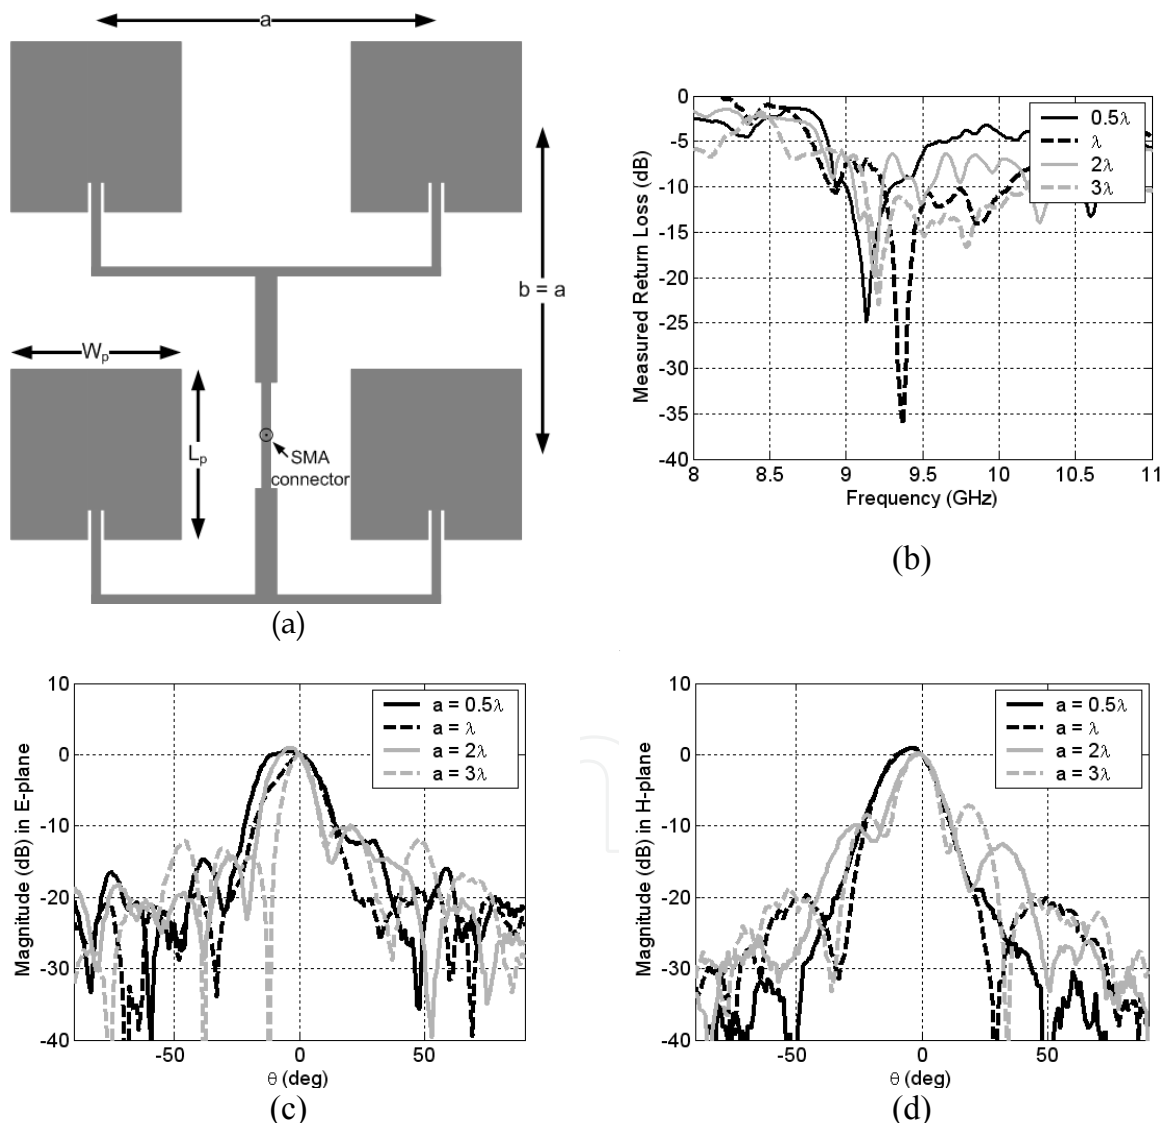 a
b = a
W_p
L_p
SMA
connector
(a)
0
-5
-10
-15
-20
-25
-30
-35
-40
8
8.5
9
9.5
10
10.5
11
Measured Return Loss (dB)
Frequency (GHz)
0.5λ
λ
2λ
3λ
(b)
10
0
-10
-20
-30
-40
-50
0
50
Magnitude (dB) in E-plane
θ (deg)
a = 0.5λ
a = λ
a = 2λ
a = 3λ
(c)
10
0
-10
-20
-30
-40
-50
0
50
Magnitude (dB) in H-plane
θ (deg)
a = 0.5λ
a = λ
a = 2λ
a = 3λ
(d)